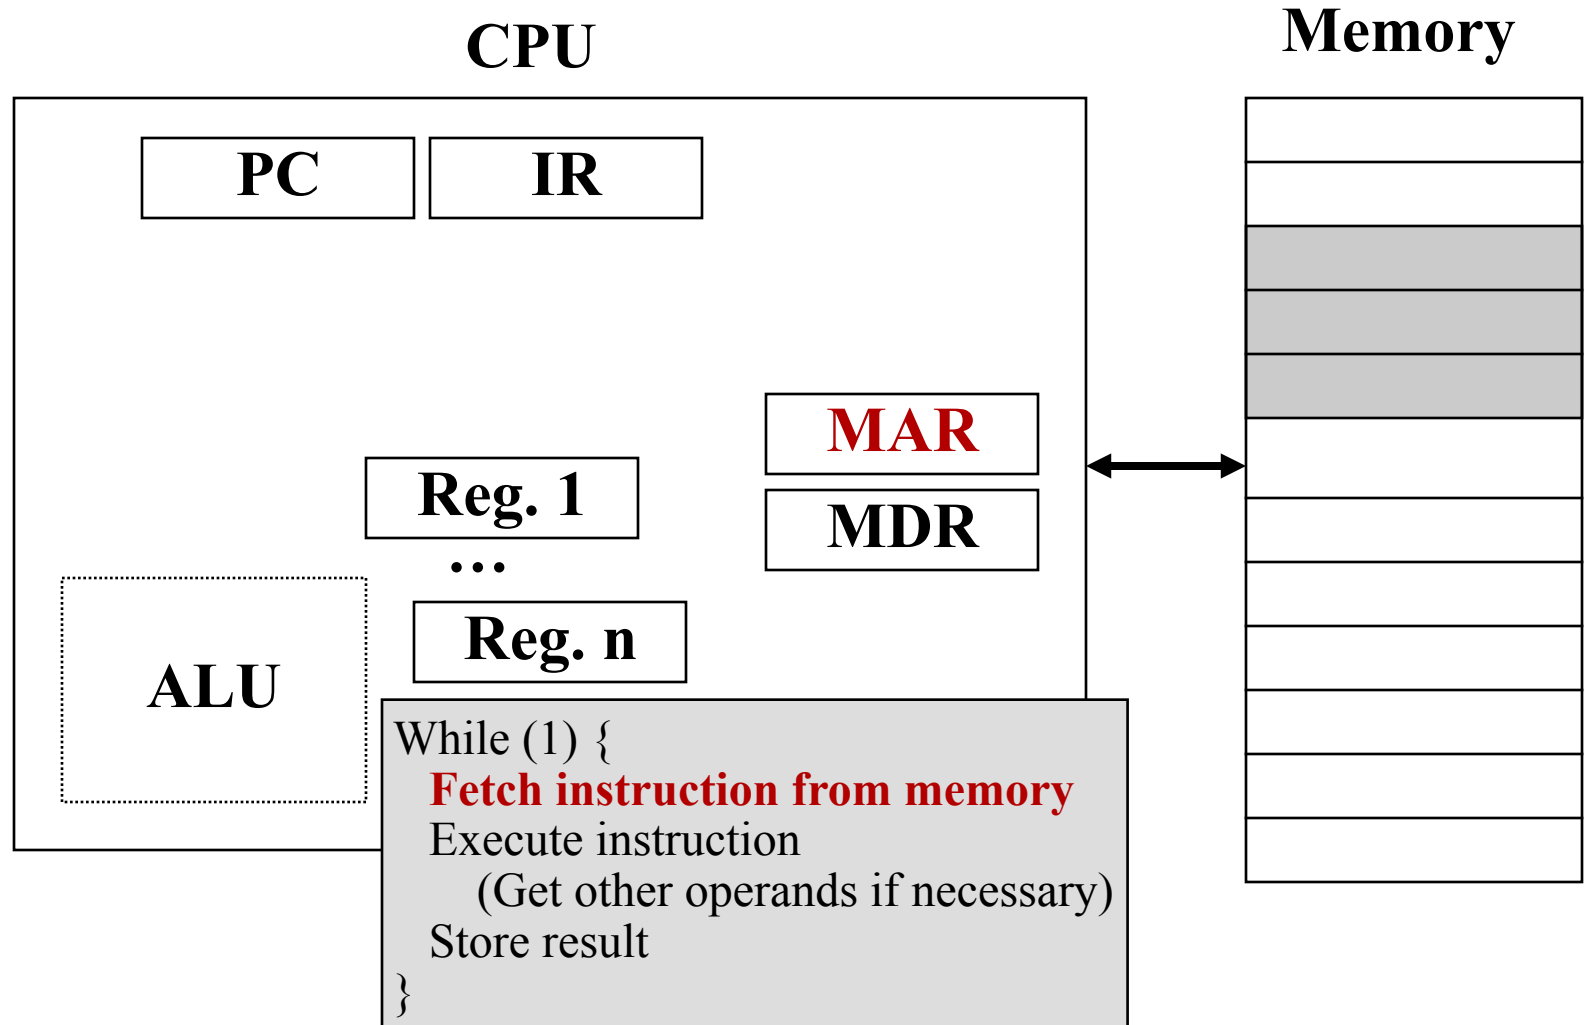 CPU
Memory
PC
IR
MAR
MDR
Reg. 1
...
Reg. n
ALU
While (1) {
Fetch instruction from memory
Execute instruction
(Get other operands if necessary)
Store result
}